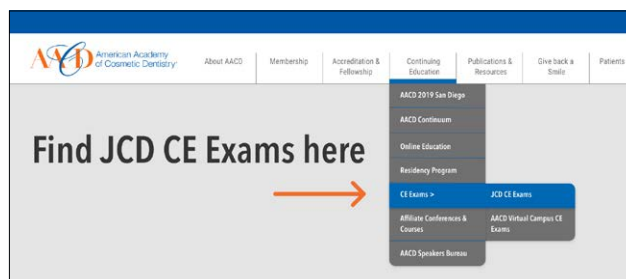 AACD
American Academy
of Cosmetic Dentistry
About AACD
Membership
Accreditation &
Fellowship
Continuing
Education
Publications &
Resources
Give back a
Smile
Patients
AACD 2019 San Diego
AACD Continuum
Online Education
Residency Program
CE Exams >
JCD CE Exams
Affiliate Conferences &
Courses
AACD Virtual Campus CE
Exams
AACD Speakers Bureau
Find JCD CE Exams here